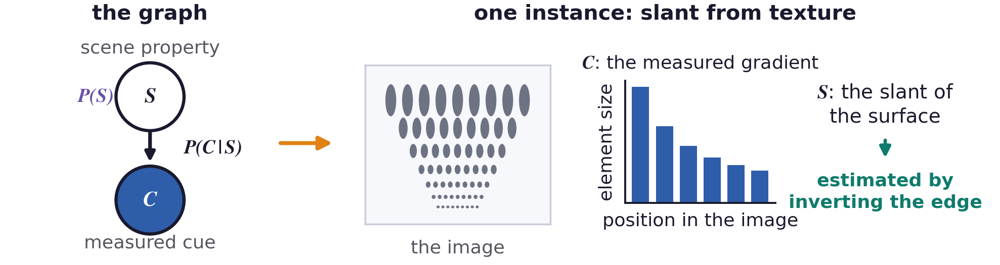 the graph
scene property
P(S)
S
P(C|S)
C
measured cue
one instance: slant from texture
the image
C: the measured gradient
element size
position in the image
S: the slant of
the surface
estimated by
inverting the edge